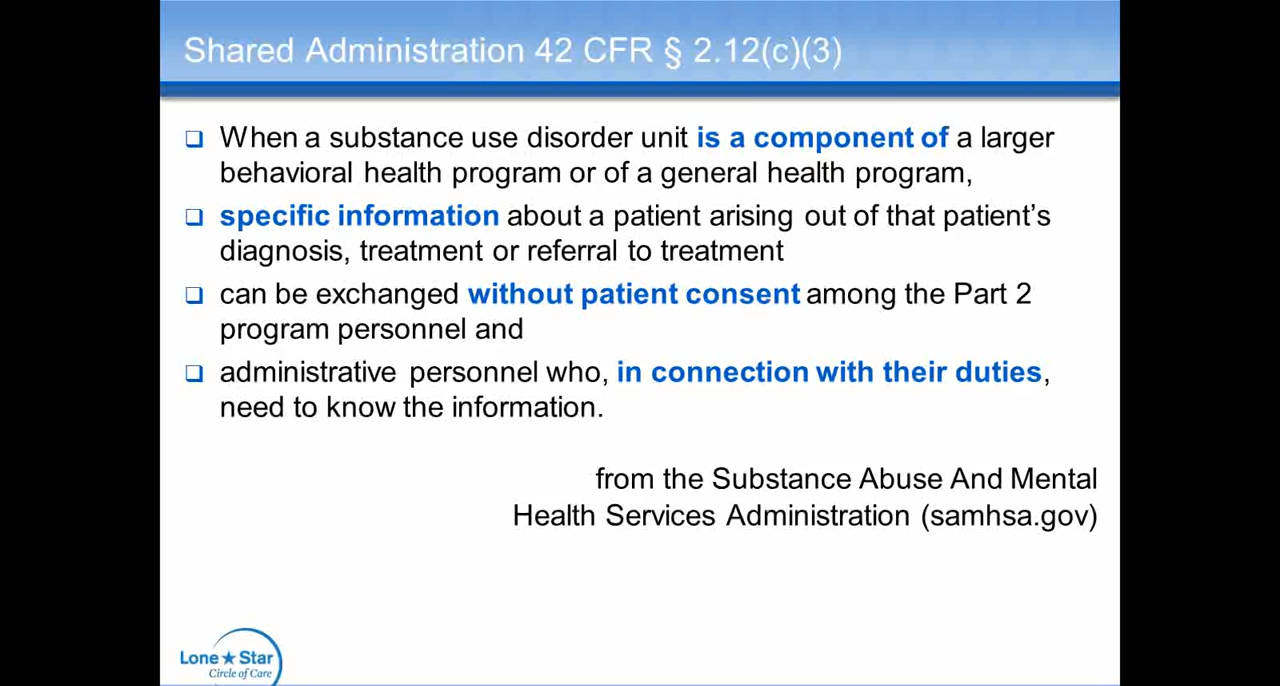 Shared Administration 42 CFR § 2.12(c)(3)
When a substance use disorder unit is a component of a larger
behavioral health program or of a general health program,
specific information about a patient arising out of that patient’s
diagnosis, treatment or referral to treatment
can be exchanged without patient consent among the Part 2
program personnel and
administrative personnel who, in connection with their duties,
need to know the information.
from the Substance Abuse And Mental
Health Services Administration (samhsa.gov)
Lone★Star
Circle of Care